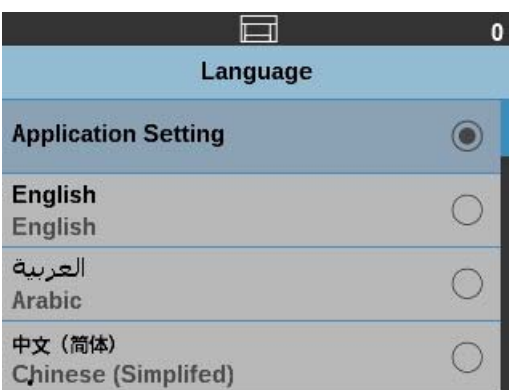 0
Language
Application Setting
English
English
العربية
Arabic
中文（简体）
Chinese (Simplifed)